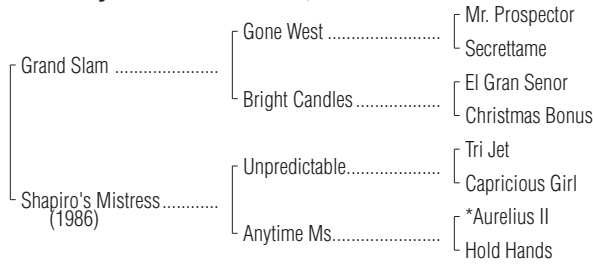 Mr. Prospector
Gone West ....................
Secrettame
Grand Slam ....................
El Gran Senor
Bright Candles..................
Christmas Bonus
Tri Jet
Unpredictable....................
Capricious Girl
Shapiro's Mistress............
(1986)
*Aurelius II
Anytime Ms.......................
Hold Hands